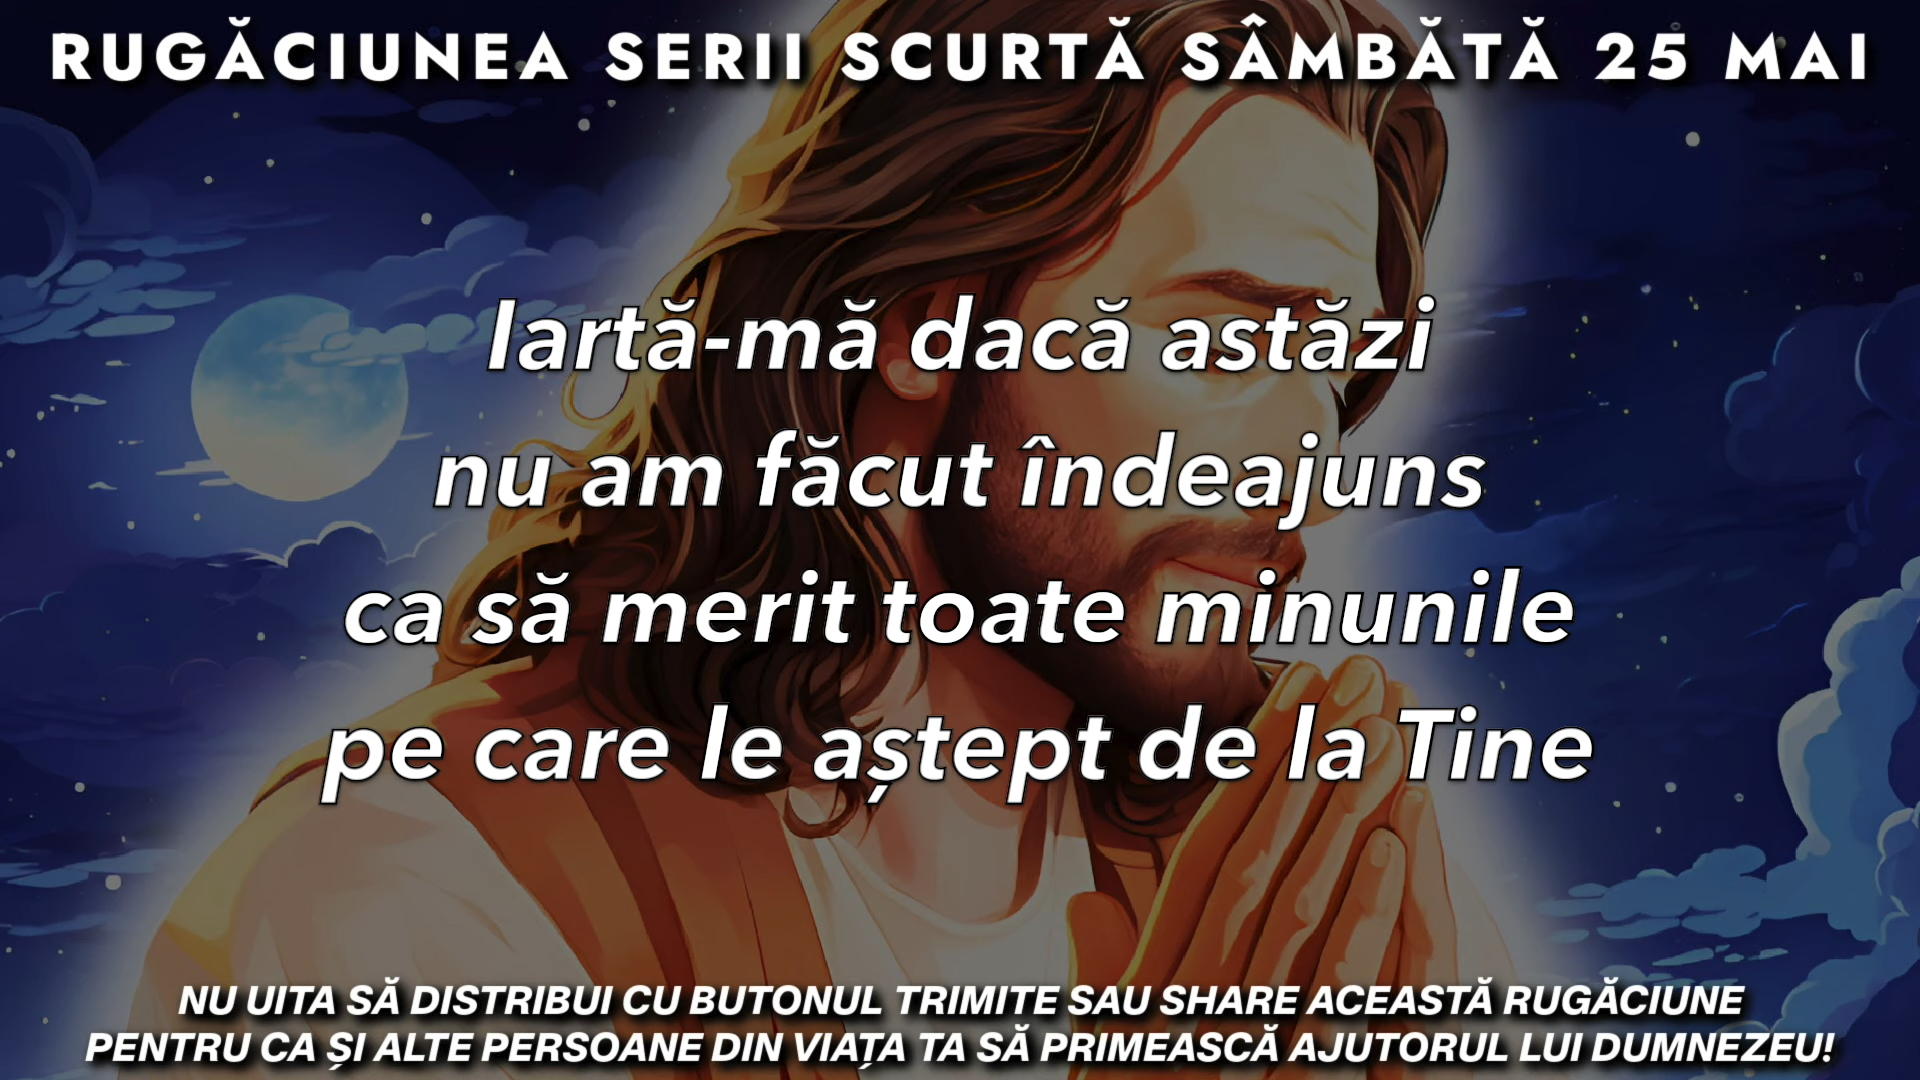 RUGĂCIUNEA SERII SCURTĂ SÂMBĂTĂ 25 MAI
Iartă-mă dacă astăzi
nu am făcut îndeajuns
ca să merit toate minunile
pe care le aștept de la Tine
NU UITA SĂ DISTRIBUI CU BUTONUL TRIMITE SAU SHARE ACEASTĂ RUGĂCIUNE
PENTRU CA ȘI ALTE PERSOANE DIN VIAȚA TA SĂ PRIMEASCĂ AJUTORUL LUI DUMNEZEU!